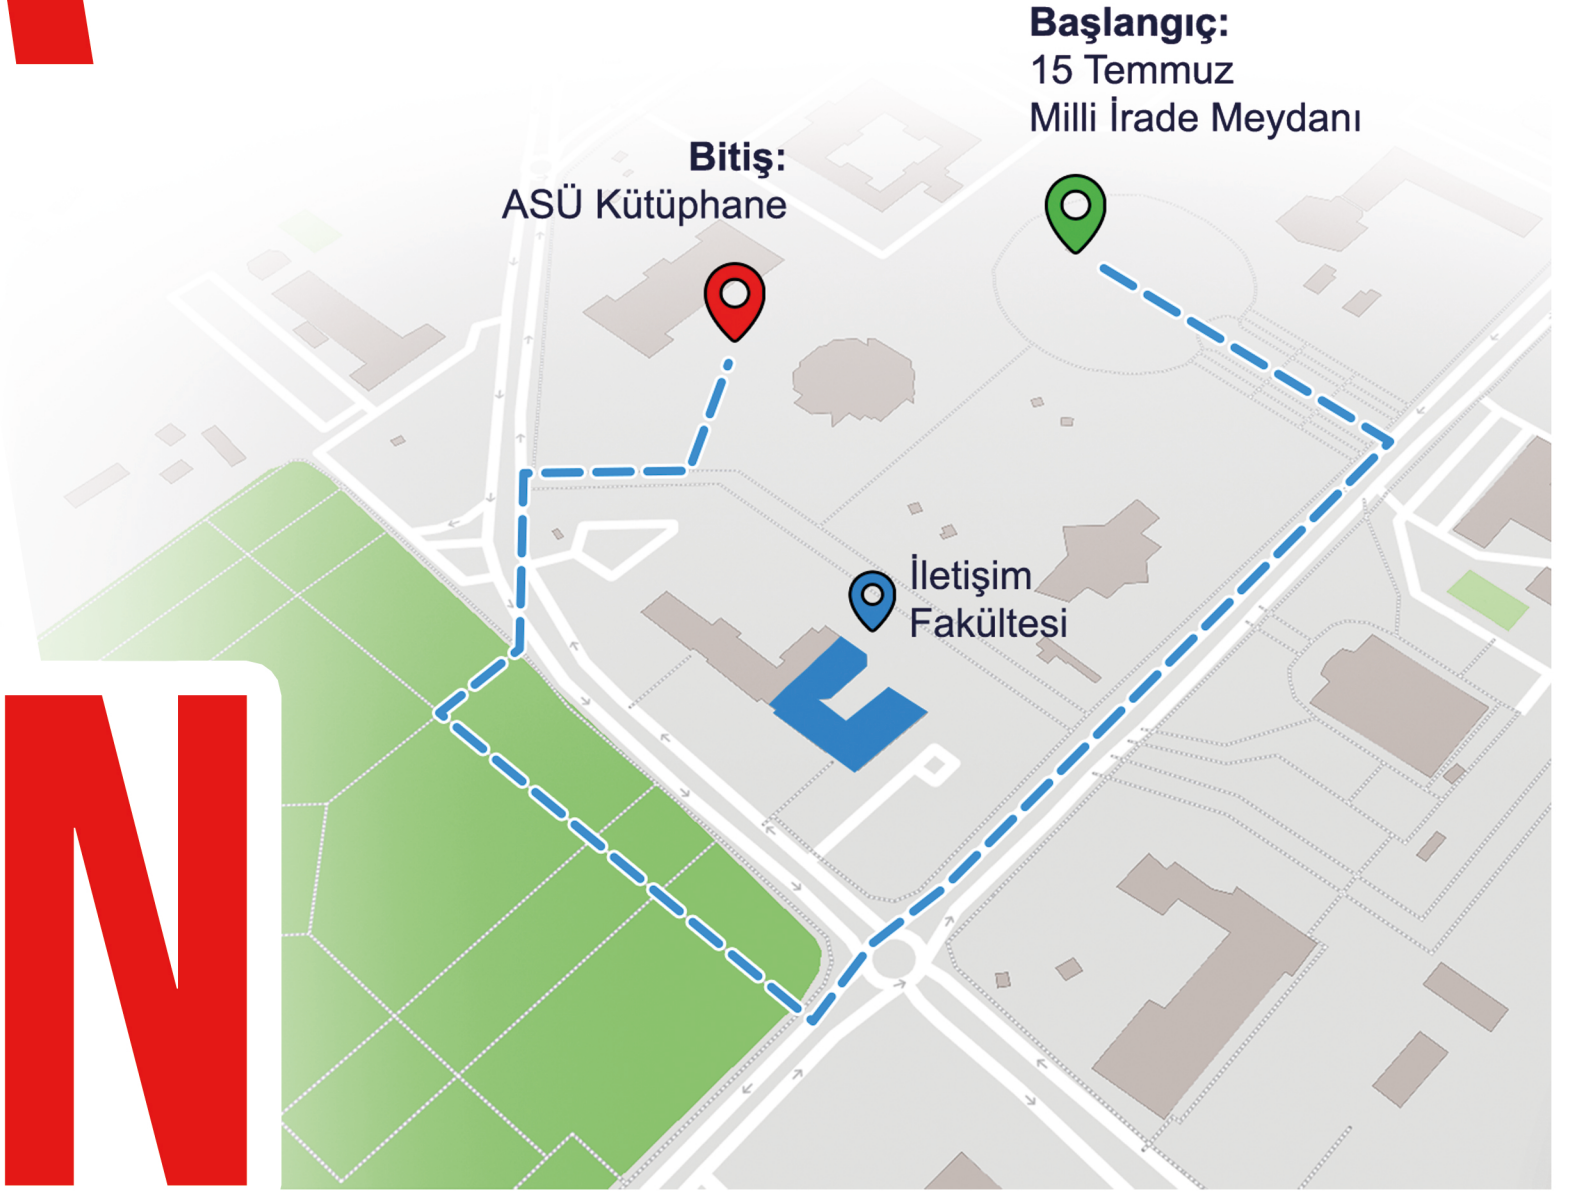 Başlangıç:
15 Temmuz
Milli İrade Meydanı
Bitiş:
ASÜ Kütüphane
İletişim
Fakültesi
N